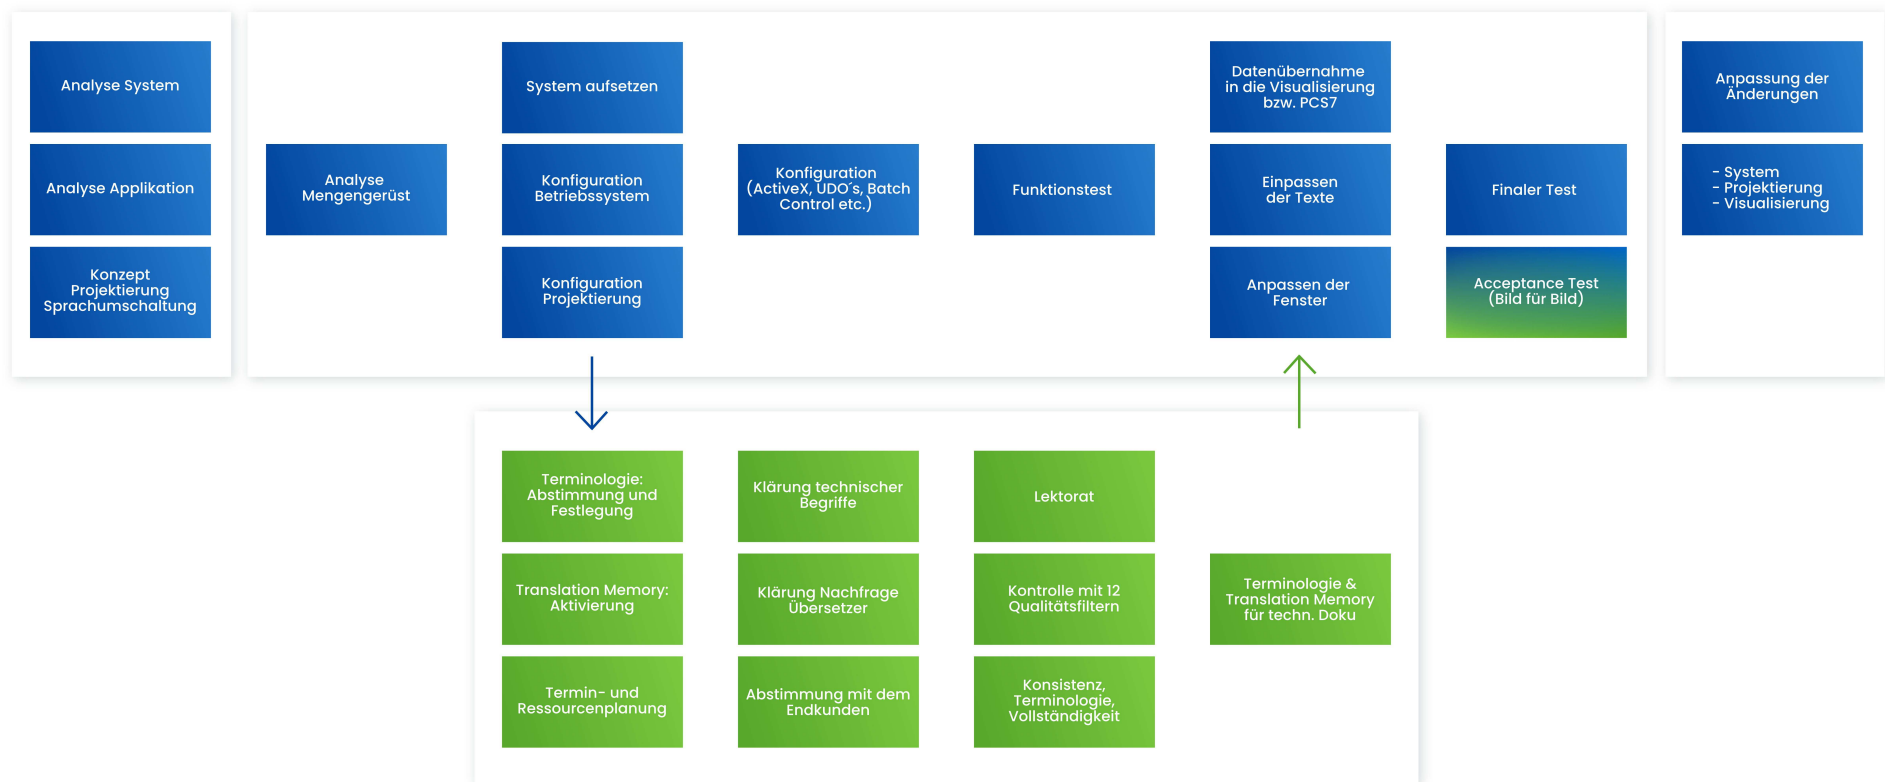 Analyse System
Analyse Applikation
Konzept
Projektierung
Sprachumschaltung
Analyse
Mengengerüst
System aufsetzen
Konfiguration
Betriebssystem
Konfiguration
Projektierung
Konfiguration
(ActiveX, UDO´s, Batch
Control etc.)
Funktionstest
Datenübernahme
in die Visualisierung
bzw. PCS7
Einpassen
der Texte
Anpassen der
Fenster
Finaler Test
Acceptance Test
(Bild für Bild)
Anpassung der
Änderungen
- System
- Projektierung
- Visualisierung
Terminologie:
Abstimmung und
Festlegung
Translation Memory:
Aktivierung
Termin- und
Ressourcenplanung
Klärung technischer
Begriffe
Klärung Nachfrage
Übersetzer
Abstimmung mit dem
Endkunden
Lektorat
Kontrolle mit 12
Qualitätsfiltern
Konsistenz,
Terminologie,
Vollständigkeit
Terminologie &
Translation Memory
für techn. Doku